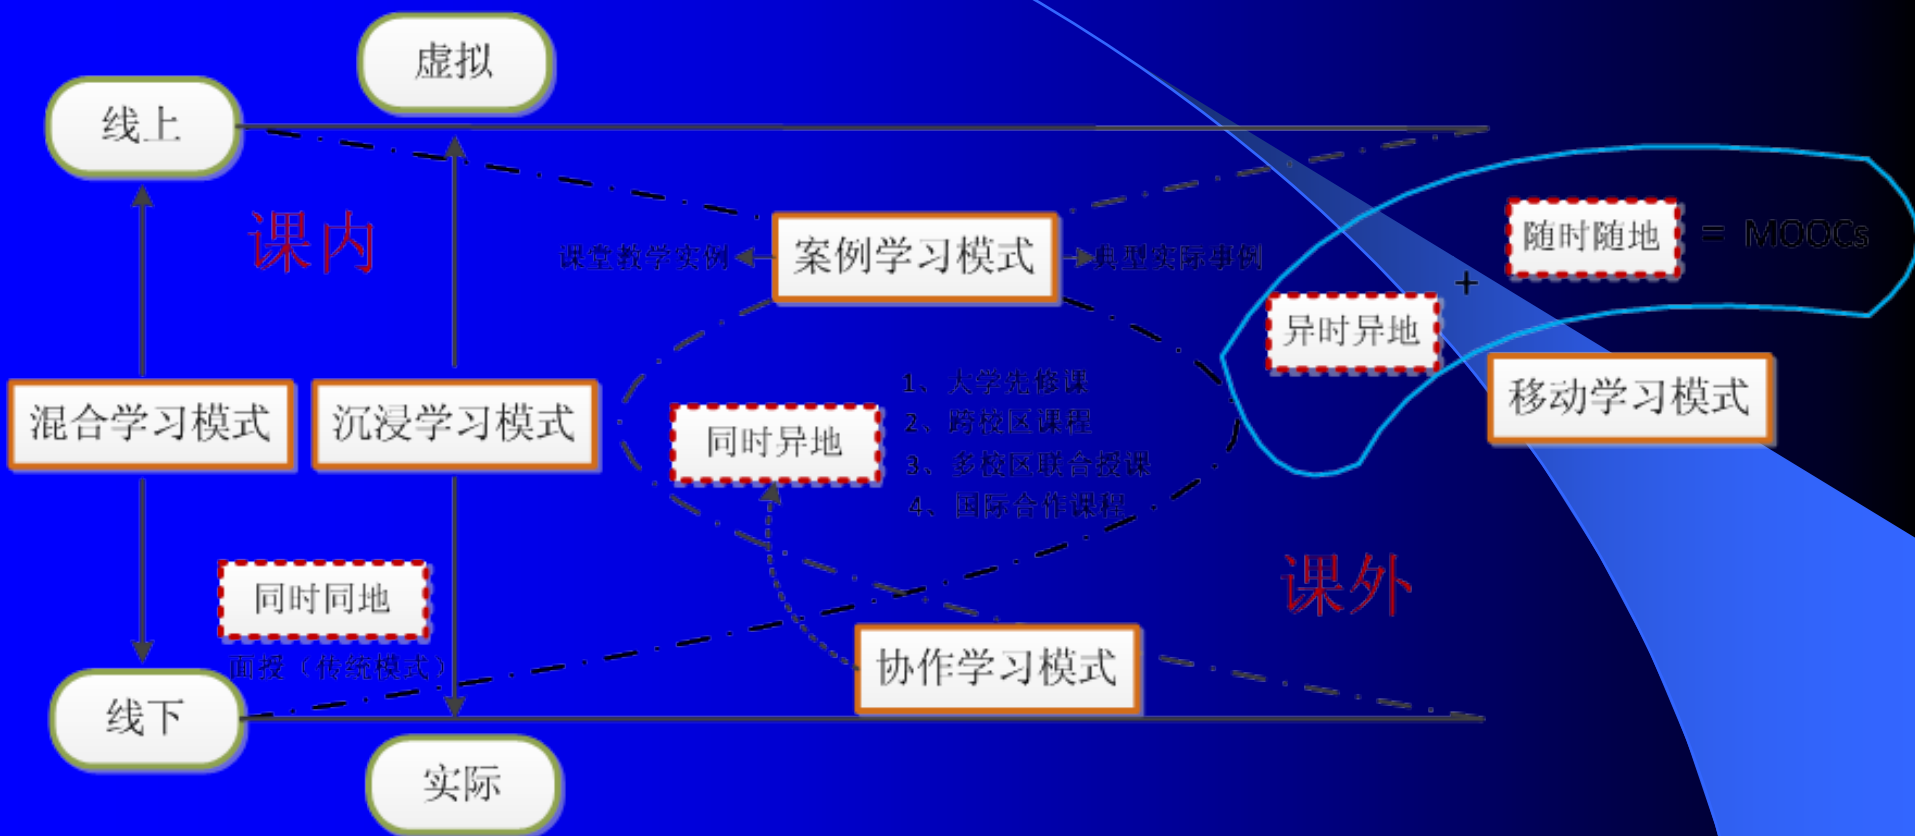 虚拟
线上
课内
随时随地 = MOOCs
课堂教学实例
案例学习模式
典型实际事例
+
异时异地
混合学习模式
沉浸学习模式
同时异地
1、大学先修课
2、跨校区课程
3、多校区联合授课
4、国际合作课程
移动学习模式
同时同地
面授（传统模式）
课外
协作学习模式
线下
实际